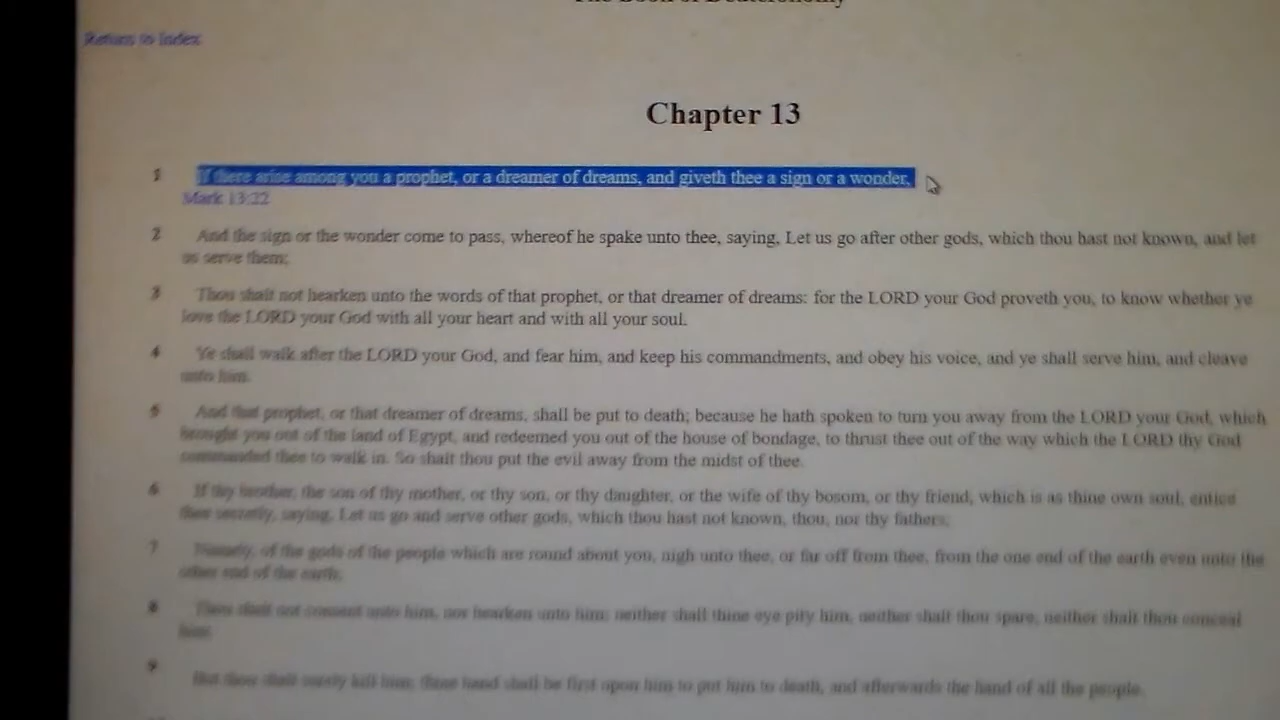 The Book of Deuteronomy
Return to Index
Chapter 13
1 If there arise among you a prophet, or a dreamer of dreams, and giveth thee a sign or a wonder,
Mark 13:22
2 And the sign or the wonder come to pass, whereof he spake unto thee, saying, Let us go after other gods, which thou hast not known, and let
us serve them;
3 Thou shalt not hearken unto the words of that prophet, or that dreamer of dreams: for the LORD your God proveth you, to know whether ye
love the LORD your God with all your heart and with all your soul.
4 Ye shall walk after the LORD your God, and fear him, and keep his commandments, and obey his voice, and ye shall serve him, and cleave
unto him.
5 And that prophet, or that dreamer of dreams, shall be put to death; because he hath spoken to turn you away from the LORD your God, which
brought you out of the land of Egypt, and redeemed you out of the house of bondage, to thrust thee out of the way which the LORD thy God
commanded thee to walk in. So shalt thou put the evil away from the midst of thee.
6 If thy brother, the son of thy mother, or thy son, or thy daughter, or the wife of thy bosom, or thy friend, which is as thine own soul, entice
thee secretly, saying, Let us go and serve other gods, which thou hast not known, thou, nor thy fathers;
7 Namely, of the gods of the people which are round about you, nigh unto thee, or far off from thee, from the one end of the earth even unto the
other end of the earth;
8 Thou shalt not consent unto him, nor hearken unto him; neither shall thine eye pity him, neither shalt thou spare, neither shalt thou conceal
him:
9 But thou shalt surely kill him; thine hand shall be first upon him to put him to death, and afterwards the hand of all the people.